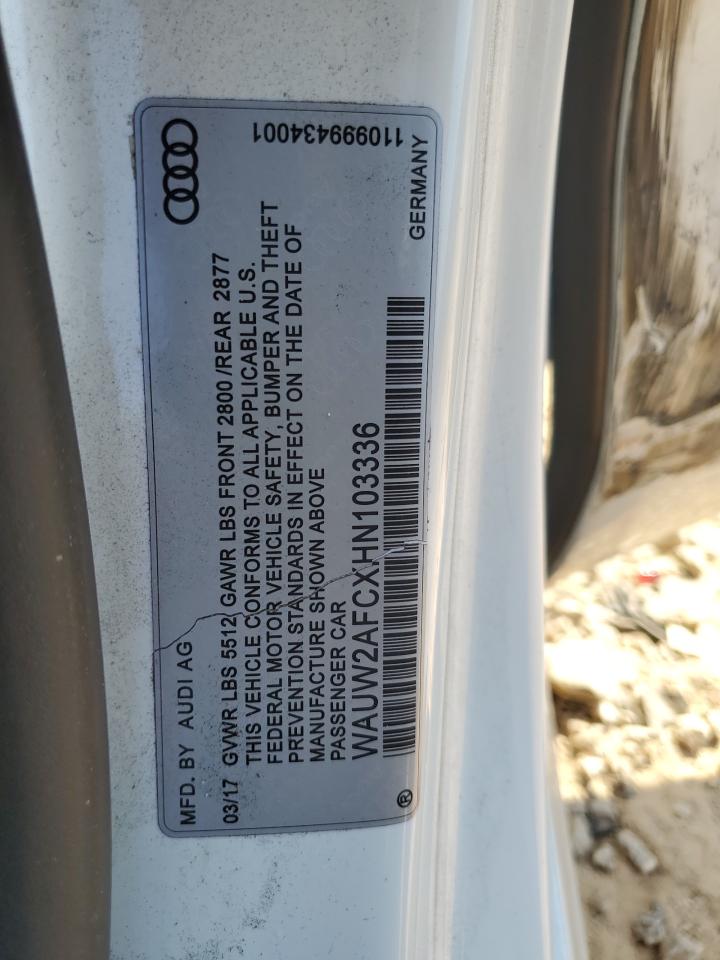 MFD. BY AUDI AG
03/17 GVWR LBS 5512 GAWR LBS FRONT 2800 /REAR 2877
THIS VEHICLE CONFORMS TO ALL APPLICABLE U.S.
FEDERAL MOTOR VEHICLE SAFETY, BUMPER AND THEFT
PREVENTION STANDARDS IN EFFECT ON THE DATE OF
MANUFACTURE SHOWN ABOVE
PASSENGER CAR
WAUW2AFCXHN103336
®
GERMANY
110999434001